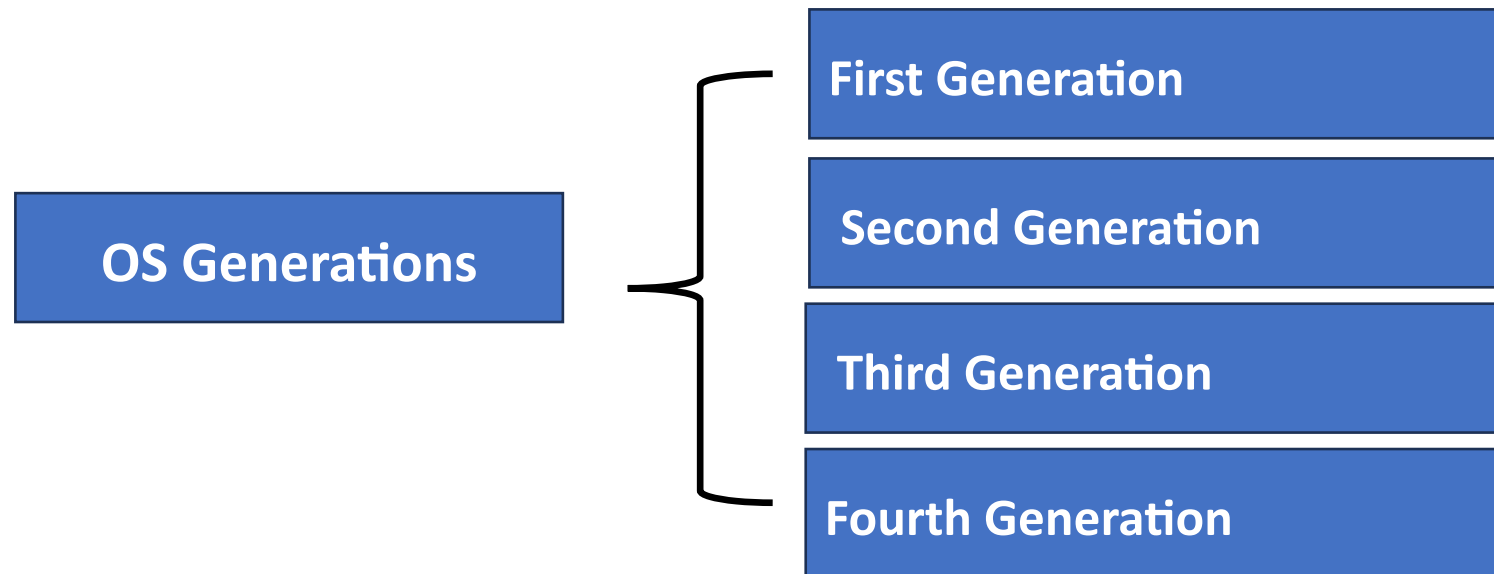 OS Generations
First Generation
Second Generation
Third Generation
Fourth Generation